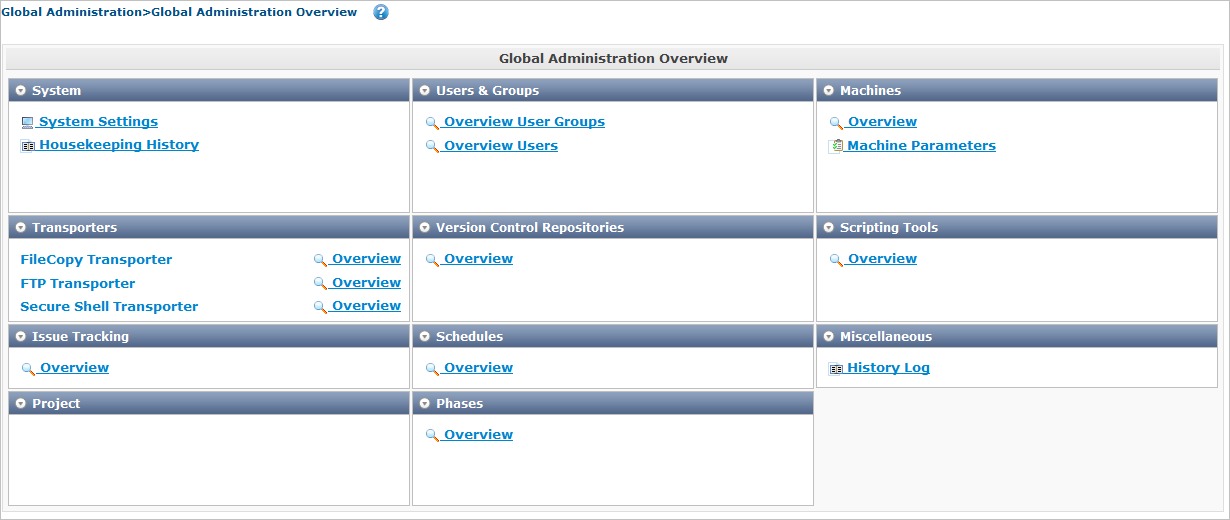 Global Administration>Global Administration Overview
Global Administration Overview
System
System Settings
Housekeeping History
Users & Groups
Overview User Groups
Overview Users
Machines
Overview
Machine Parameters
Transporters
FileCopy Transporter Overview
FTP Transporter Overview
Secure Shell Transporter Overview
Version Control Repositories
Overview
Scripting Tools
Overview
Issue Tracking
Overview
Schedules
Overview
Miscellaneous
History Log
Project
Phases
Overview